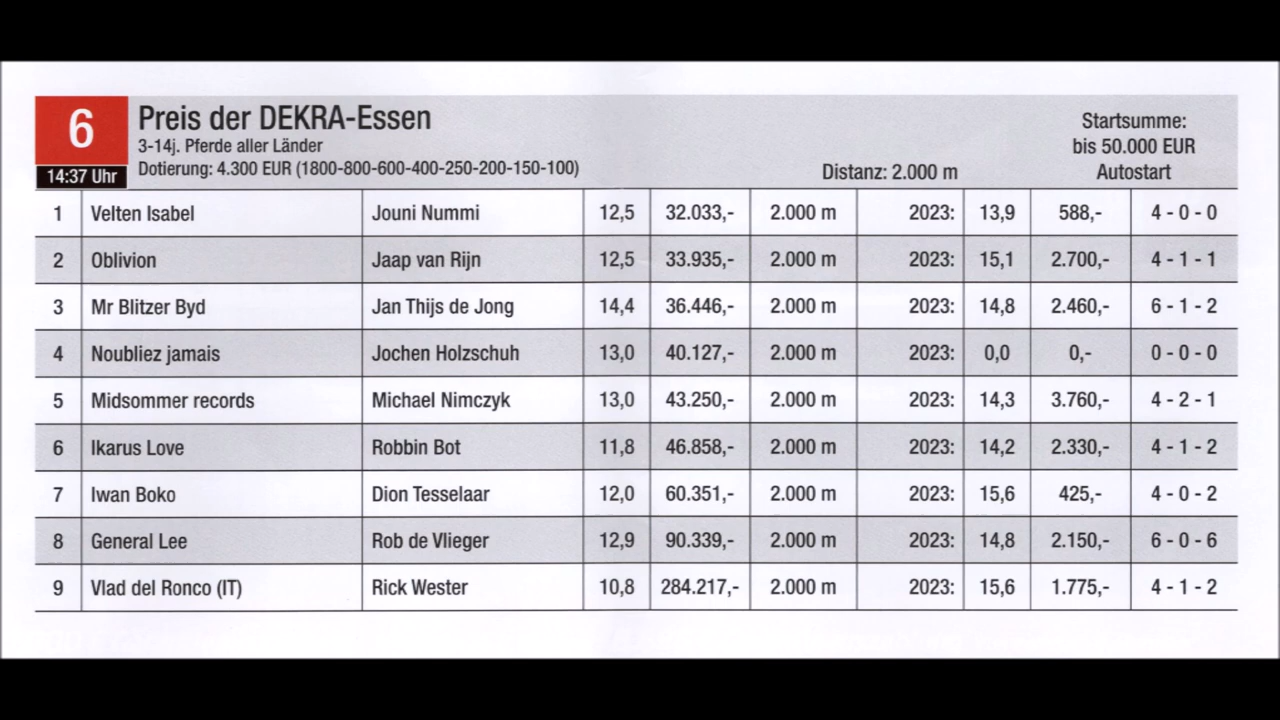 6
14:37 Uhr
Preis der DEKRA-Essen
3-14j. Pferde aller Länder
Dotierung: 4.300 EUR (1800-800-600-400-250-200-150-100)
Distanz: 2.000 m
Startsumme:
bis 50.000 EUR
Autostart
1 Velten Isabel Jouni Nummi 12,5 32.033,- 2.000 m 2023: 13,9 588,- 4 - 0 - 0
2 Oblivion Jaap van Rijn 12,5 33.935,- 2.000 m 2023: 15,1 2.700,- 4 - 1 - 1
3 Mr Blitzer Byd Jan Thijs de Jong 14,4 36.446,- 2.000 m 2023: 14,8 2.460,- 6 - 1 - 2
4 Noubliez jamais Jochen Holzschuh 13,0 40.127,- 2.000 m 2023: 0,0 0,- 0 - 0 - 0
5 Midsommer records Michael Nimczyk 13,0 43.250,- 2.000 m 2023: 14,3 3.760,- 4 - 2 - 1
6 Ikarus Love Robbin Bot 11,8 46.858,- 2.000 m 2023: 14,2 2.330,- 4 - 1 - 2
7 Iwan Boko Dion Tesselaar 12,0 60.351,- 2.000 m 2023: 15,6 425,- 4 - 0 - 2
8 General Lee Rob de Vlieger 12,9 90.339,- 2.000 m 2023: 14,8 2.150,- 6 - 0 - 6
9 Vlad del Ronco (IT) Rick Wester 10,8 284.217,- 2.000 m 2023: 15,6 1.775,- 4 - 1 - 2